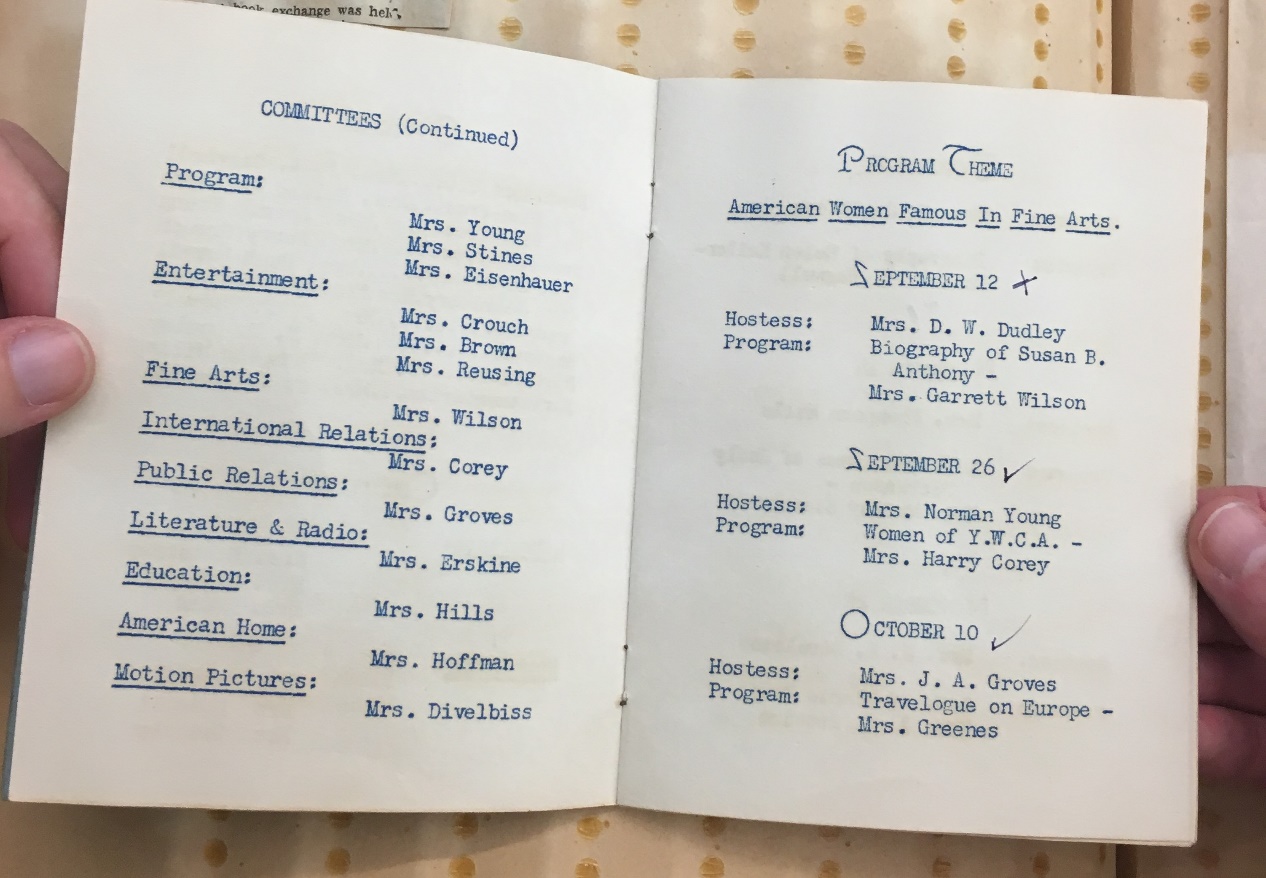 book exchange was held,
COMMITTEES (Continued)
Program:
Mrs. Young
Mrs. Stines
Mrs. Eisenhauer
Entertainment:
Mrs. Crouch
Mrs. Brown
Mrs. Reusing
Fine Arts:
Mrs. Wilson
International Relations:
Mrs. Corey
Public Relations:
Mrs. Groves
Literature & Radio:
Mrs. Erskine
Education:
Mrs. Hills
American Home:
Mrs. Hoffman
Motion Pictures:
Mrs. Divelbiss
PROGRAM THEME
American Women Famous In Fine Arts.
SEPTEMBER 12
Hostess: Mrs. D. W. Dudley
Program: Biography of Susan B.
Anthony -
Mrs. Garrett Wilson
SEPTEMBER 26
Hostess: Mrs. Norman Young
Program: Women of Y.W.C.A. -
Mrs. Harry Corey
OCTOBER 10
Hostess: Mrs. J. A. Groves
Program: Travelogue on Europe -
Mrs. Greenes